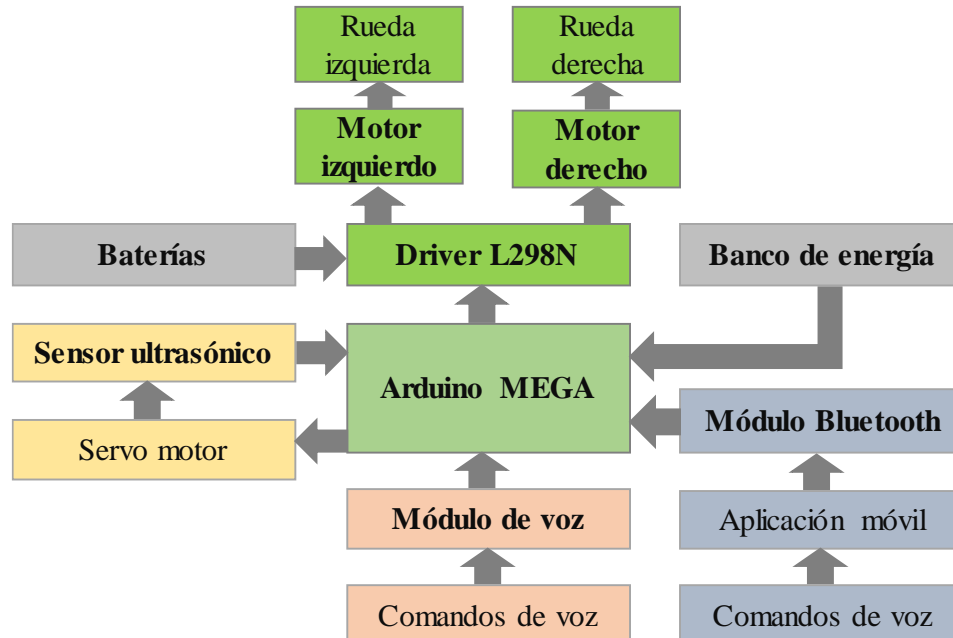 Rueda
izquierda
Rueda
derecha
Motor
izquierdo
Motor
derecho
Baterías
Driver L298N
Banco de energía
Sensor ultrasónico
Arduino MEGA
Servo motor
Módulo Bluetooth
Módulo de voz
Aplicación móvil
Comandos de voz
Comandos de voz